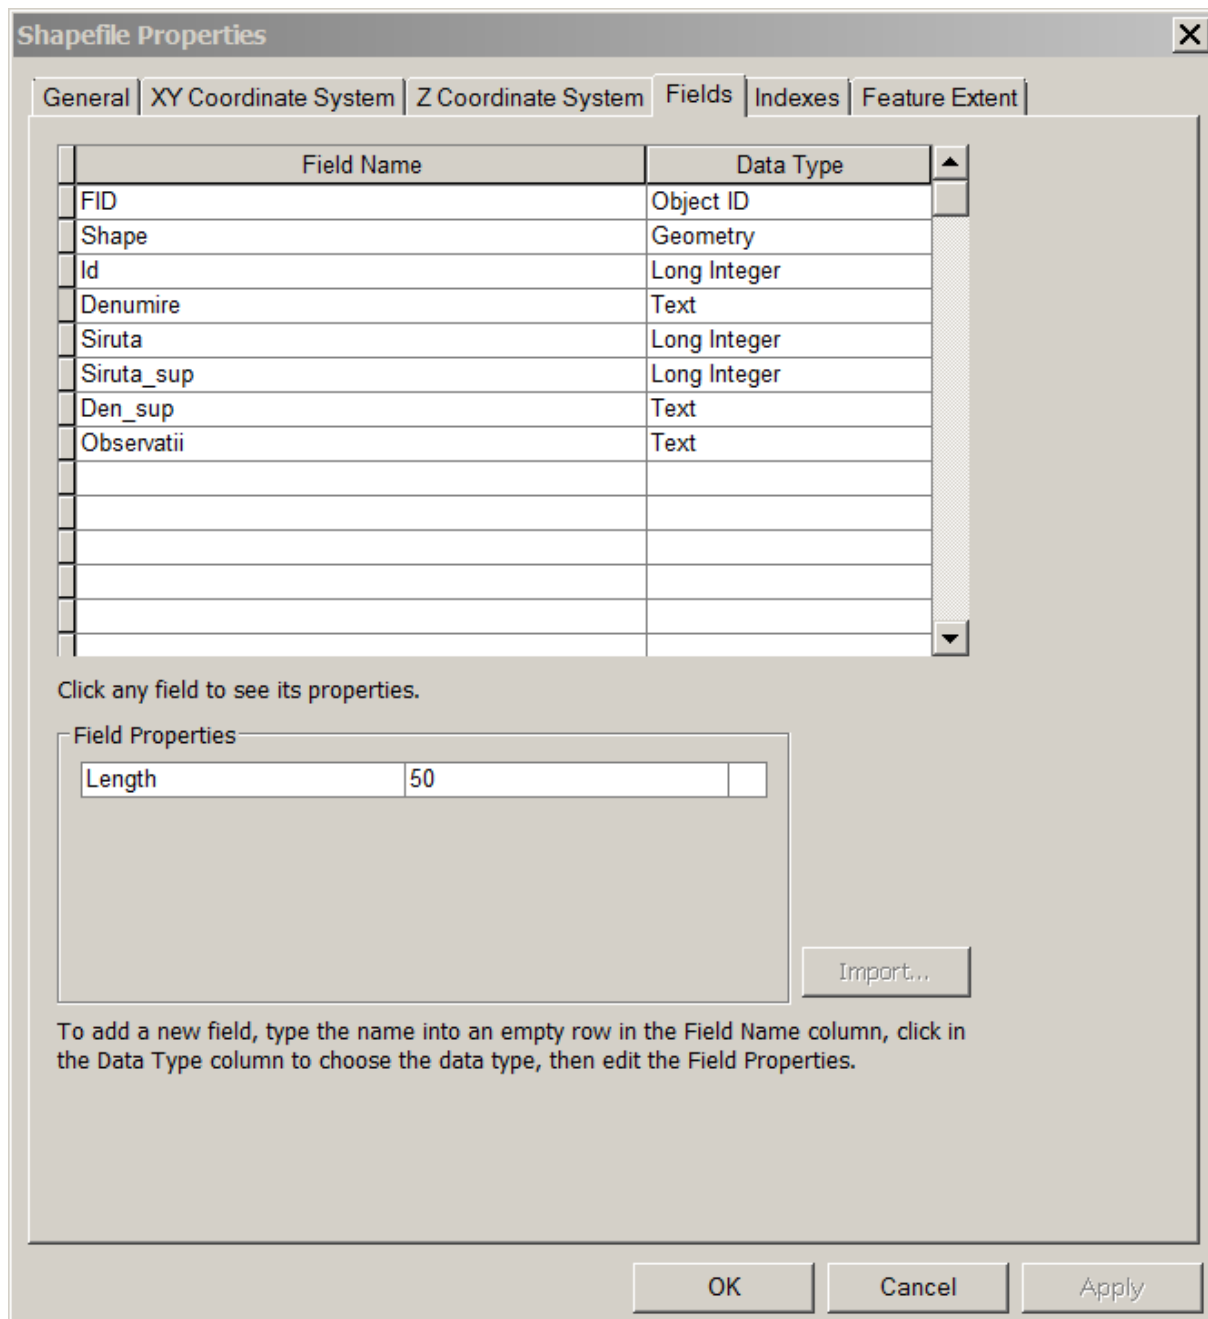 Shapefile Properties
General XY Coordinate System Z Coordinate System Fields Indexes Feature Extent
Field Name Data Type
FID Object ID
Shape Geometry
Id Long Integer
Denumire Text
Siruta Long Integer
Siruta_sup Long Integer
Den_sup Text
Observatii Text
Click any field to see its properties.
Field Properties
Length 50
Import...
To add a new field, type the name into an empty row in the Field Name column, click in
the Data Type column to choose the data type, then edit the Field Properties.
OK Cancel Apply